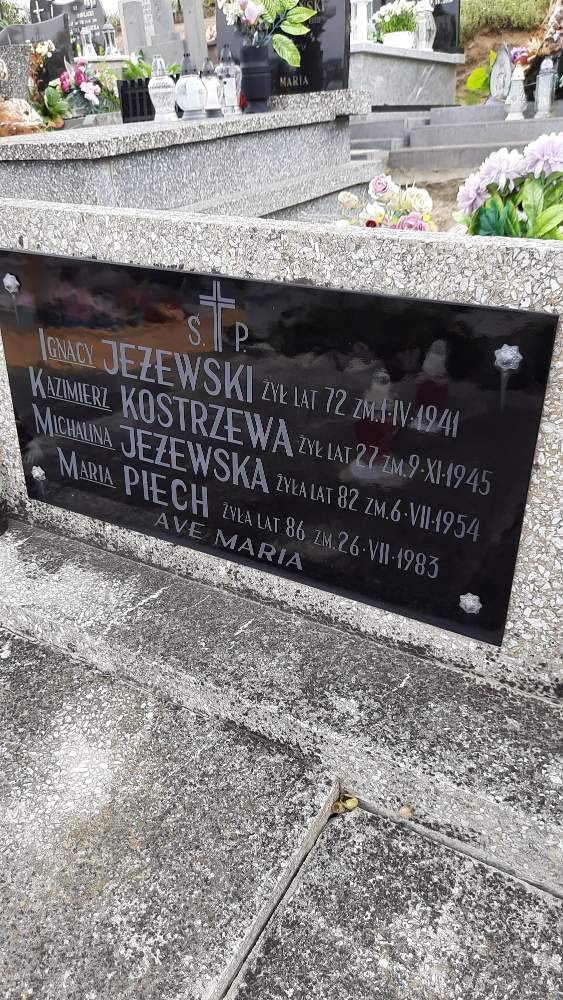 MARIA
Ś. P.
IGNACY JEŻEWSKI ŻYŁ LAT 72 ZM.1·IV·1941
KAZIMIERZ KOSTRZEWA ŻYŁ LAT 27 ZM.9·XI·1945
MICHALINA JEŻEWSKA ŻYŁA LAT 82 ZM.6·VII·1954
MARIA PIECH ŻYŁA LAT 86 ZM.26·VII·1983
AVE MARIA